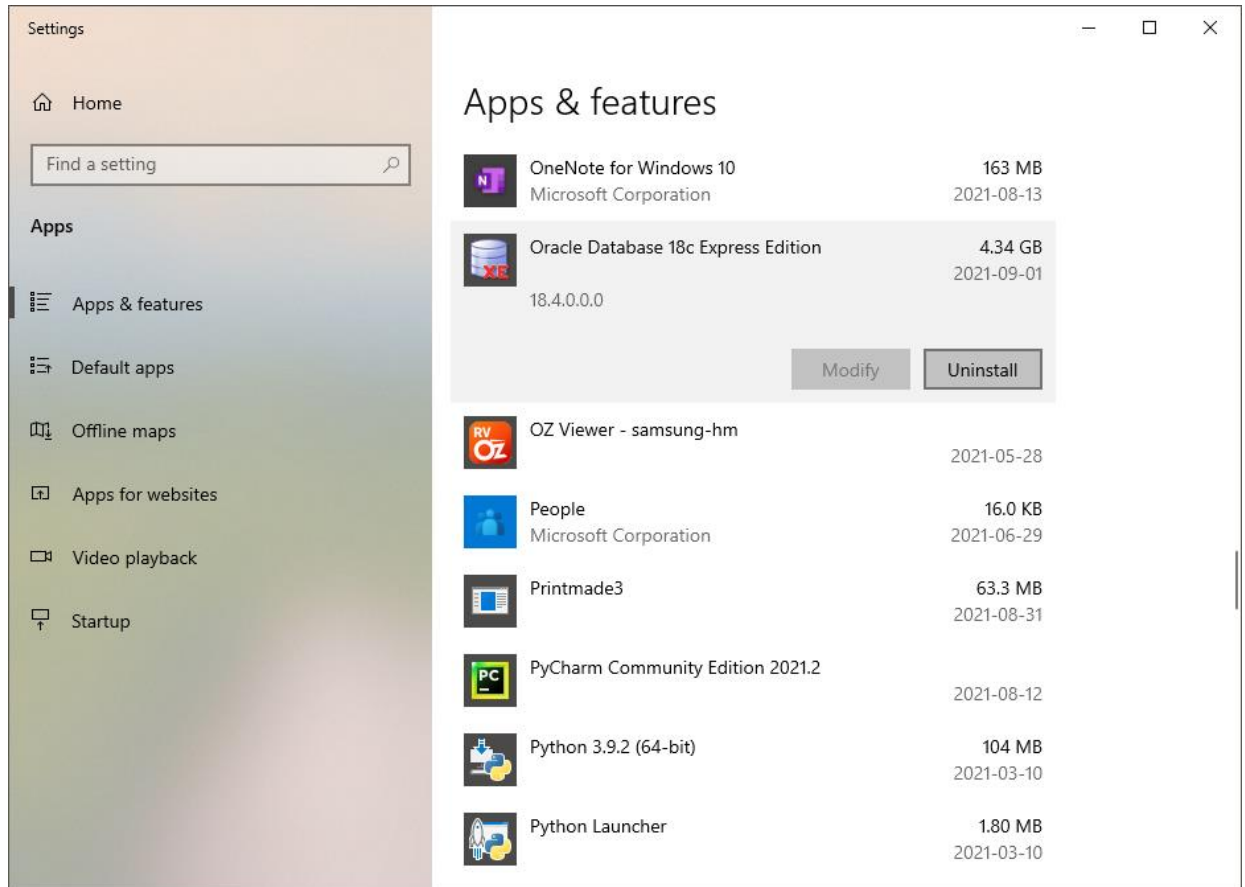 Settings
Home
Find a setting
Apps
Apps & features
Default apps
Offline maps
Apps for websites
Video playback
Startup
Apps & features
OneNote for Windows 10 163 MB
Microsoft Corporation 2021-08-13
Oracle Database 18c Express Edition 4.34 GB
2021-09-01
18.4.0.0.0
Modify Uninstall
OZ Viewer - samsung-hm
2021-05-28
People 16.0 KB
Microsoft Corporation 2021-06-29
Printmade3 63.3 MB
2021-08-31
PyCharm Community Edition 2021.2
2021-08-12
Python 3.9.2 (64-bit) 104 MB
2021-03-10
Python Launcher 1.80 MB
2021-03-10
N
XE
RV
OZ
PC